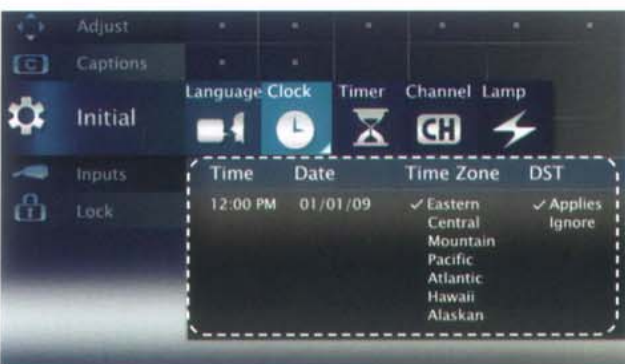 Adjust
[C] Captions
Language Clock Timer Channel Lamp
Initial
CH
Inputs
Time Date Time Zone DST
Lock
12:00 PM 01/01/09 ✓ Eastern ✓ Applies
Central Ignore
Mountain
Pacific
Atlantic
Hawaii
Alaskan